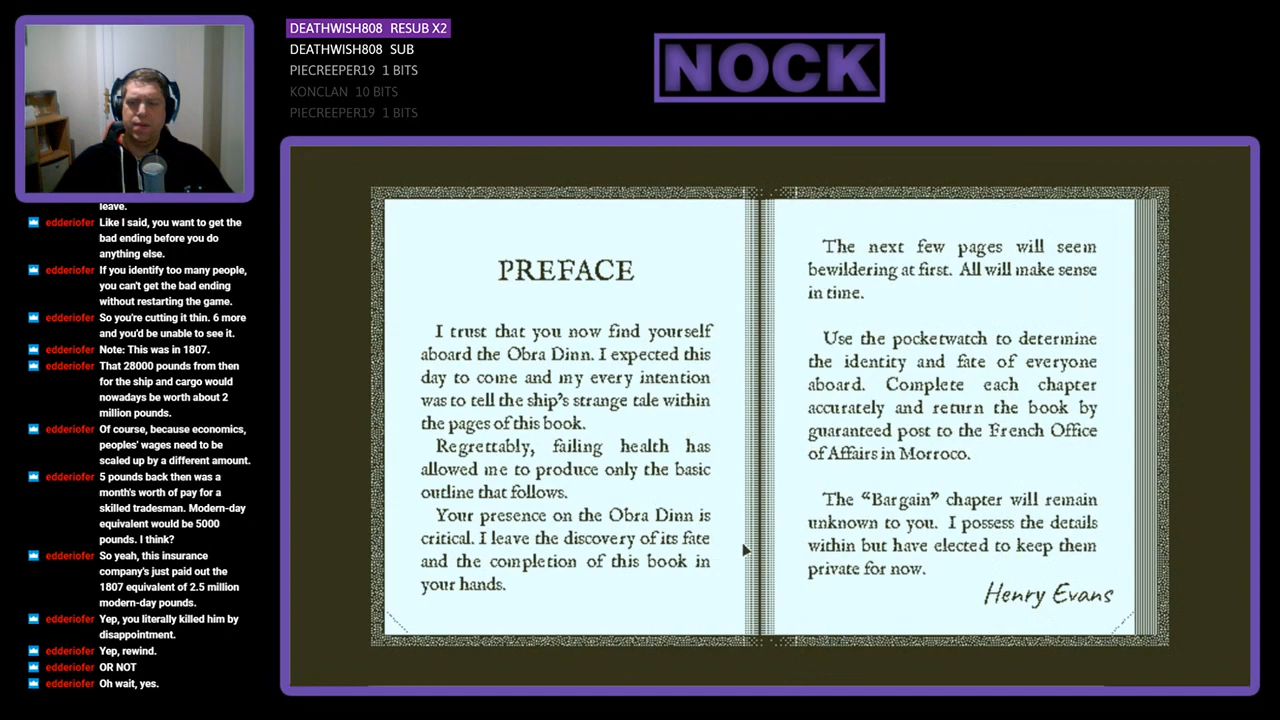 DEATHWISH808 RESUB X2
DEATHWISH808 SUB
PIECREEPER19 1 BITS
KONCLAN 10 BITS
PIECREEPER19 1 BITS
NOCK
leave.
edderiofer Like I said, you want to get the
bad ending before you do
anything else.
edderiofer If you identify too many people,
you can't get the bad ending
without restarting the game.
edderiofer So you're cutting it thin. 6 more
and you'd be unable to see it.
edderiofer Note: This was in 1807.
edderiofer That 28000 pounds from then
for the ship and cargo would
nowadays be worth about 2
million pounds.
edderiofer Of course, because economics,
peoples' wages need to be
scaled up by a different amount.
edderiofer 5 pounds back then was a
month's worth of pay for a
skilled tradesman. Modern-day
equivalent would be 5000
pounds. I think?
edderiofer So yeah, this insurance
company's just paid out the
1807 equivalent of 2.5 million
modern-day pounds.
edderiofer Yep, you literally killed him by
disappointment.
edderiofer Yep, rewind.
edderiofer OR NOT
edderiofer Oh wait, yes.
PREFACE
I trust that you now find yourself
aboard the Obra Dinn. I expected this
day to come and my every intention
was to tell the ship's strange tale within
the pages of this book.
Regrettably, failing health has
allowed me to produce only the basic
outline that follows.
Your presence on the Obra Dinn is
critical. I leave the discovery of its fate
and the completion of this book in
your hands.
The next few pages will seem
bewildering at first. All will make sense
in time.
Use the pocketwatch to determine
the identity and fate of everyone
aboard. Complete each chapter
accurately and return the book by
guaranteed post to the French Office
of Affairs in Morroco.
The "Bargain" chapter will remain
unknown to you. I possess the details
within but have elected to keep them
private for now.
Henry Evans